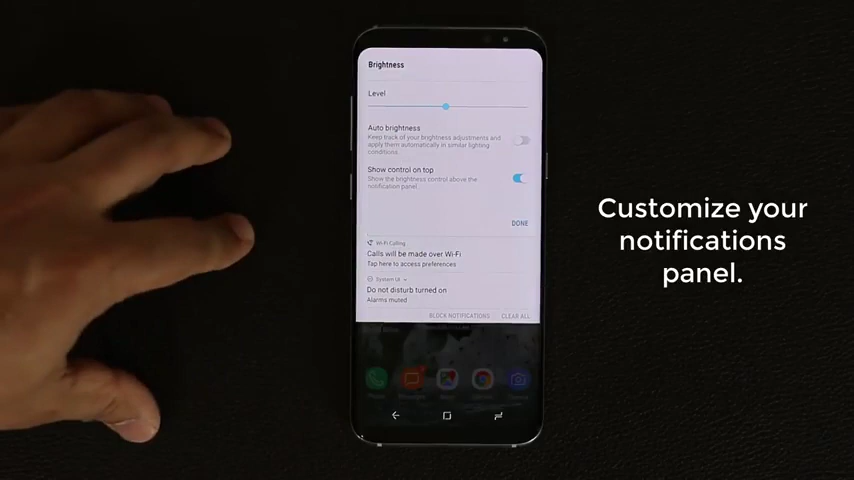 Brightness
Level
Auto brightness
Keep track of your brightness adjustments and
apply them automatically in similar lighting
conditions.
Show control on top
Show the brightness control above the
notification panel.
DONE
Wi-Fi Calling
Calls will be made over Wi-Fi
Tap here to access preferences
System UI
Do not disturb turned on
Alarms muted
BLOCK NOTIFICATIONS CLEAR ALL
Customize your
notifications
panel.